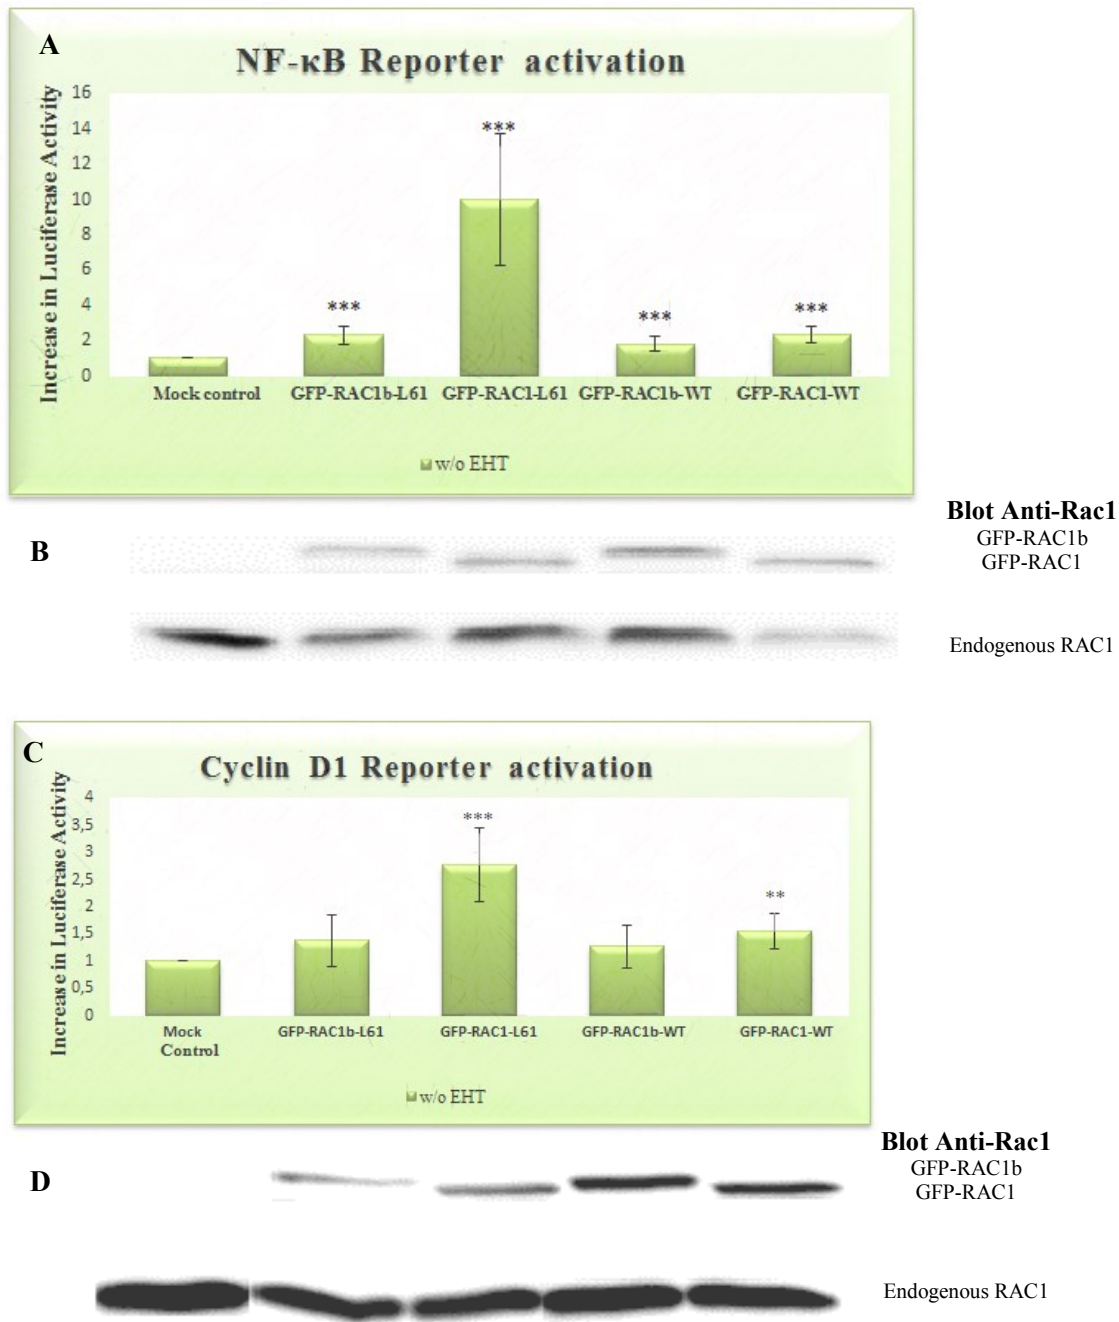 A
NF-κB Reporter activation
Increase in Luciferase Activity
16
14
12
10
8
6
4
2
0
***
***
***
***
Mock control GFP-RAC1b-L61 GFP-RAC1-L61 GFP-RAC1b-WT GFP-RAC1-WT
w/o EHT
B
Blot Anti-Rac1
GFP-RAC1b
GFP-RAC1
Endogenous RAC1
C
Cyclin D1 Reporter activation
Increase in Luciferase Activity
4
3,5
3
2,5
2
1,5
1
0,5
0
***
**
Mock Control GFP-RAC1b-L61 GFP-RAC1-L61 GFP-RAC1b-WT GFP-RAC1-WT
w/o EHT
D
Blot Anti-Rac1
GFP-RAC1b
GFP-RAC1
Endogenous RAC1